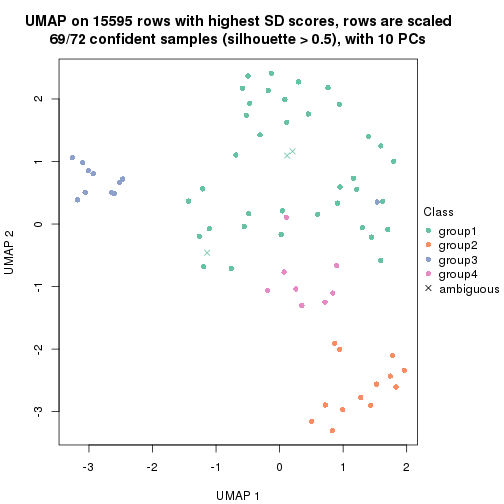 UMAP on 15595 rows with highest SD scores, rows are scaled
69/72 confident samples (silhouette > 0.5), with 10 PCs
2
1
0
-1
-2
-3
UMAP 2
-3
-2
-1
0
1
2
UMAP 1
Class
group1
group2
group3
group4
ambiguous